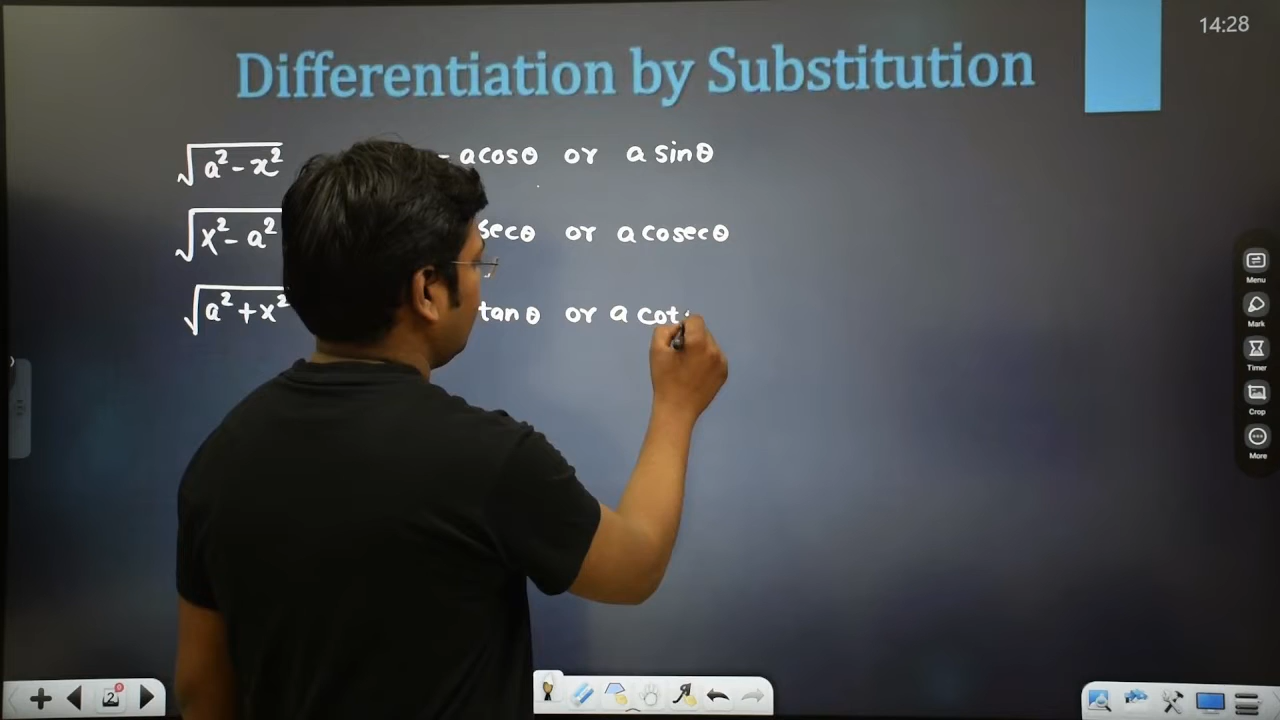 14:28
Differentiation by Substitution
√a²-x² - a cosθ or a sinθ
√x²-a² secθ or a cosecθ
√a²+x² tanθ or a cot
Menu
Mark
Timer
Crop
More
2